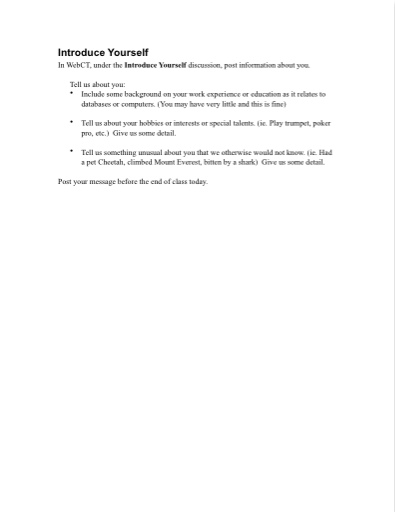 Introduce Yourself
In WebCT, under the Introduce Yourself discussion, post information about you.
Tell us about you:
• Include some background on your work experience or education as it relates to
databases or computers. (You may have very little and this is fine)
• Tell us about your hobbies or interests or special talents. (ie. Play trumpet, poker
pro, etc.)  Give us some detail.
• Tell us something unusual about you that we otherwise would not know. (ie. Had
a pet Cheetah, climbed Mount Everest, bitten by a shark)  Give us some detail.
Post your message before the end of class today.